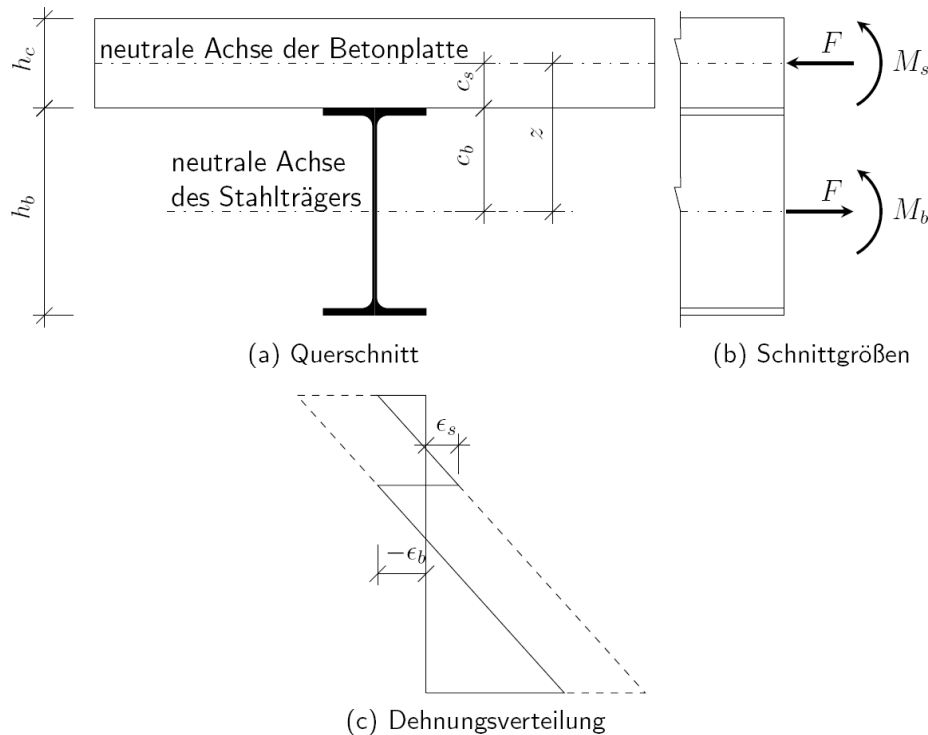 h_c
neutrale Achse der Betonplatte
c_s
F
M_s
h_b
neutrale Achse
des Stahlträgers
c_b
z
F
M_b
(a) Querschnitt
(b) Schnittgrößen
ϵ_s
−ϵ_b
(c) Dehnungsverteilung